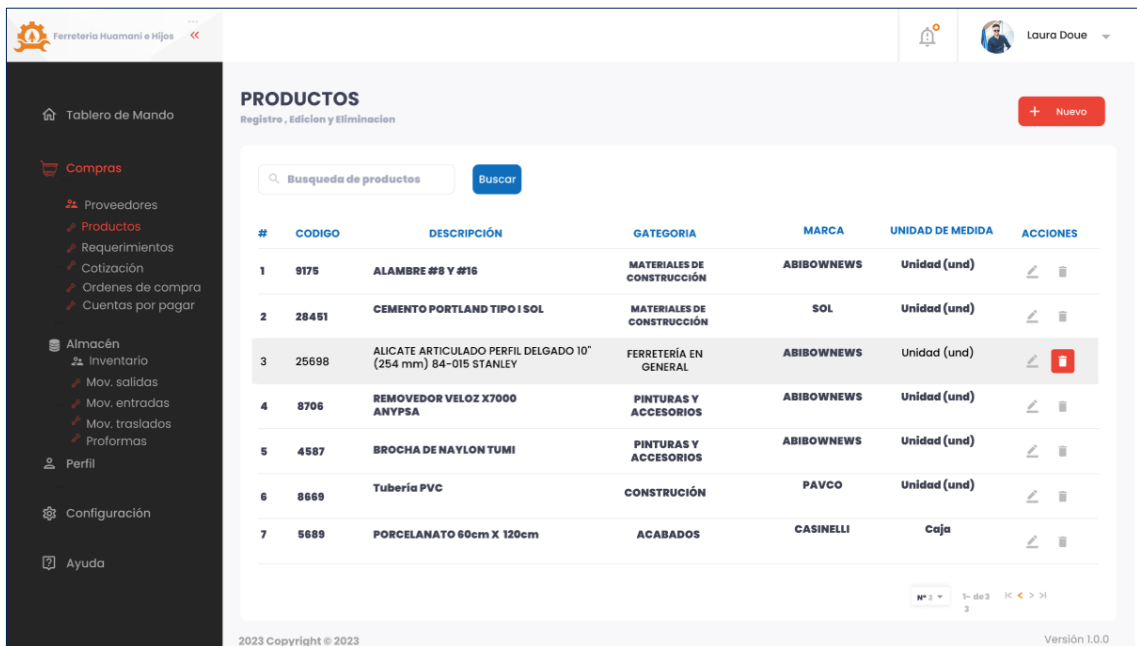 Ferreteria Huamani e Hijos
Laura Doue
Tablero de Mando
Compras
Proveedores
Productos
Requerimientos
Cotización
Ordenes de compra
Cuentas por pagar
Almacén
Inventario
Mov. salidas
Mov. entradas
Mov. traslados
Proformas
Perfil
Configuración
Ayuda
PRODUCTOS
Registro , Edicion y Eliminacion
+ Nuevo
Busqueda de productos
Buscar
# CODIGO DESCRIPCIÓN GATEGORIA MARCA UNIDAD DE MEDIDA ACCIONES
1 9175 ALAMBRE #8 Y #16 MATERIALES DE CONSTRUCCIÓN ABIBOWNEWS Unidad (und)
2 28451 CEMENTO PORTLAND TIPO I SOL MATERIALES DE CONSTRUCCIÓN SOL Unidad (und)
3 25698 ALICATE ARTICULADO PERFIL DELGADO 10" (254 mm) 84-015 STANLEY FERRETERÍA EN GENERAL ABIBOWNEWS Unidad (und)
4 8706 REMOVEDOR VELOZ X7000 ANYPSA PINTURAS Y ACCESORIOS ABIBOWNEWS Unidad (und)
5 4587 BROCHA DE NAYLON TUMI PINTURAS Y ACCESORIOS ABIBOWNEWS Unidad (und)
6 8669 Tubería PVC CONSTRUCIÓN PAVCO Unidad (und)
7 5689 PORCELANATO 60cm X 120cm ACABADOS CASINELLI Caja
N° 1- de 3
3
2023 Copyright © 2023
Versión 1.0.0